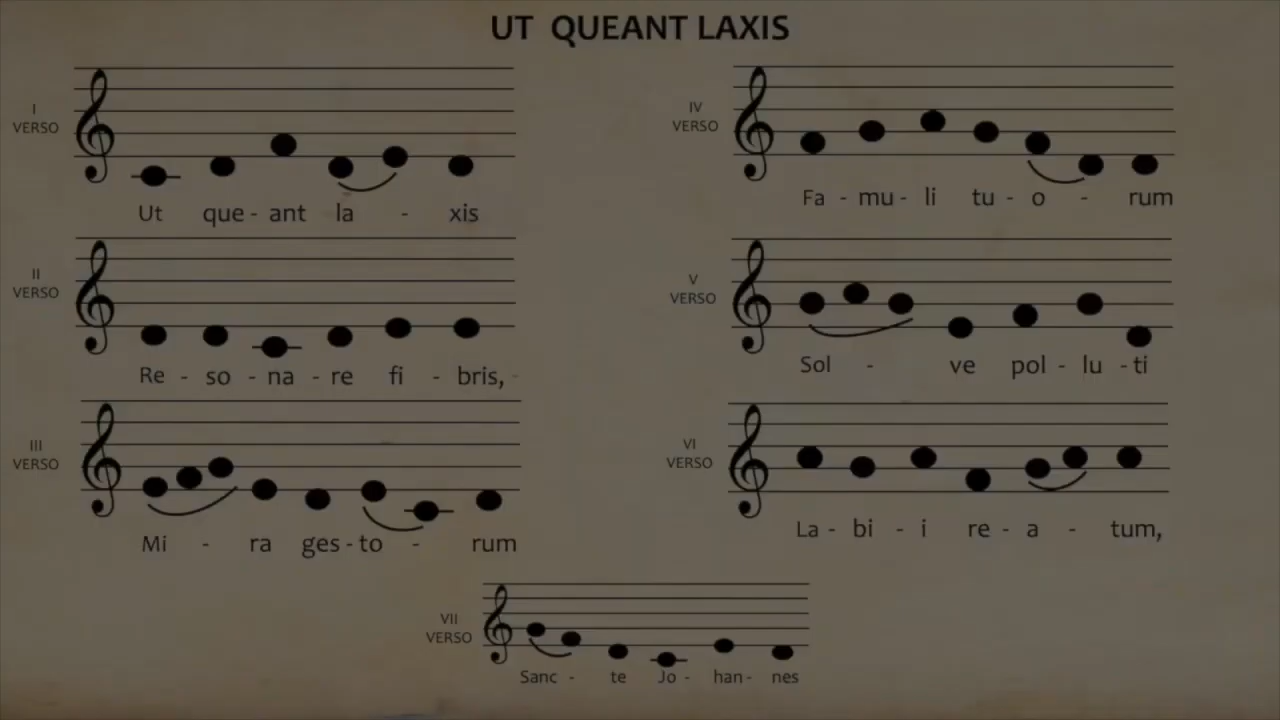 UT QUEANT LAXIS
I
VERSO
Ut que - ant la - xis
II
VERSO
Re - so - na - re fi - bris, -
III
VERSO
Mi - ra ges - to - rum
IV
VERSO
Fa - mu - li tu - o - rum
V
VERSO
Sol - ve pol - lu - ti
VI
VERSO
La - bi - i re - a - tum,
VII
VERSO
Sanc - te Jo - han - nes